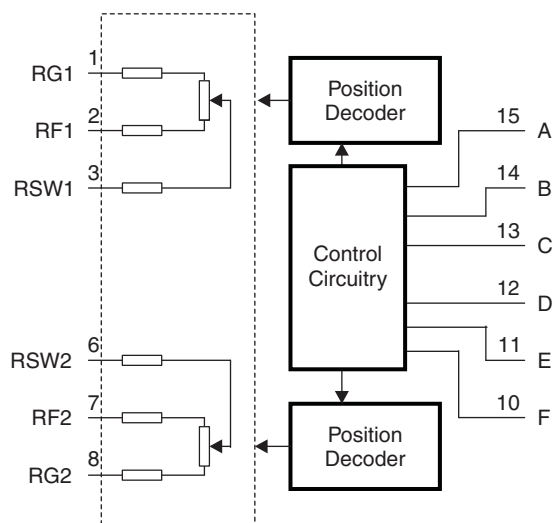 1
RG1
2
RF1
3
RSW1
6
RSW2
7
RF2
8
RG2
Position
Decoder
Control
Circuitry
Position
Decoder
15
A
14
B
13
C
12
D
11
E
10
F